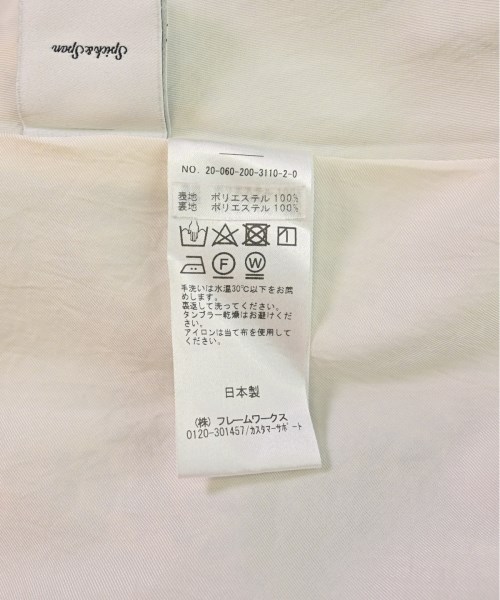 Spick&Span
NO. 20-060-200-3110-2-0
表地 ポリエステル 100%
裏地 ポリエステル 100%
F
W
手洗いは水温30℃以下をお薦
めします。
裏返して洗ってください。
タンブラー乾燥はお避けくださ
い。
アイロンは当て布を使用して
ください。
日本製
(株) フレームワークス
0120-301457/カスタマーサポート